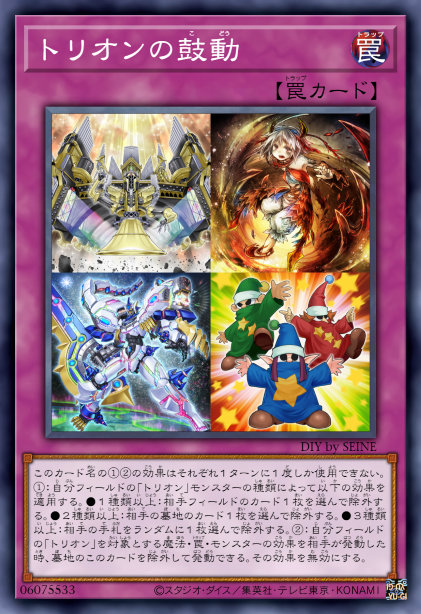 トリオンの鼓動
こ どう
罠
トラップ
【罠カード】
トラップ
DIY by SEINE
このカード名の①②の効果はそれぞれ1ターンに1度しか使用できない。
①:自分フィールドの「トリオン」モンスターの種類によって以下の効果を
適用する。●1種類以上:相手フィールドのカード1枚を選んで除外す
る。●2種類以上:相手の墓地のカード1枚を選んで除外する。●3種類
以上:相手の手札をランダムに1枚選んで除外する。②:自分フィールド
の「トリオン」を対象とする魔法・罠・モンスターの効果を相手が発動した
時、墓地のこのカードを除外して発動できる。その効果を無効にする。
06075533
©スタジオ・ダイス/集英社・テレビ東京・KONAMI